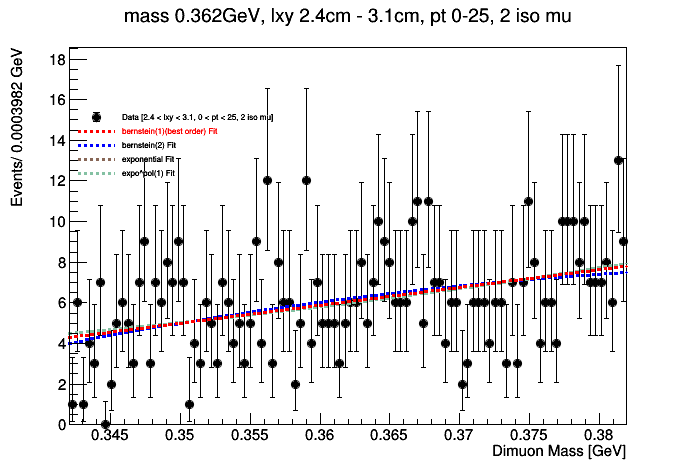 mass 0.362GeV, lxy 2.4cm - 3.1cm, pt 0-25, 2 iso mu
Events/ 0.0003982 GeV
18
16
14
12
10
8
6
4
2
0
Data [2.4 < lxy < 3.1, 0 < pt < 25, 2 iso mu]
bernstein(1)(best order) Fit
bernstein(2) Fit
exponential Fit
expo*pol(1) Fit
0.345 0.35 0.355 0.36 0.365 0.37 0.375 0.38
Dimuon Mass [GeV]